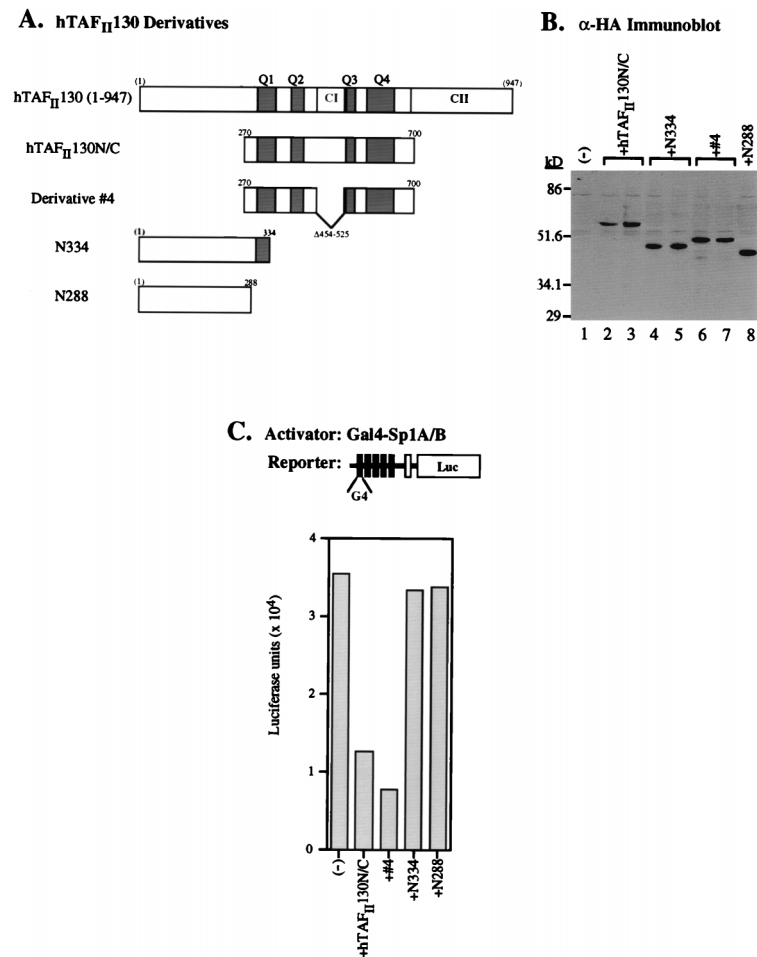 A. hTAFII130 Derivatives
(1) Q1 Q2 Q3 Q4 (947)
hTAFII130 (1-947) CI CII
270 700
hTAFII130N/C
270 700
Derivative #4
Δ454-525
(1) 334
N334
(1) 288
N288
B. α-HA Immunoblot
kD (-) +hTAFII130N/C +N334 +#4 +N288
86
51.6
34.1
29
1 2 3 4 5 6 7 8
C. Activator: Gal4-Sp1A/B
Reporter: Luc
G4
Luciferase units (x 10⁴)
4
3
2
1
0
(-) +hTAFII130N/C +#4 +N334 +N288